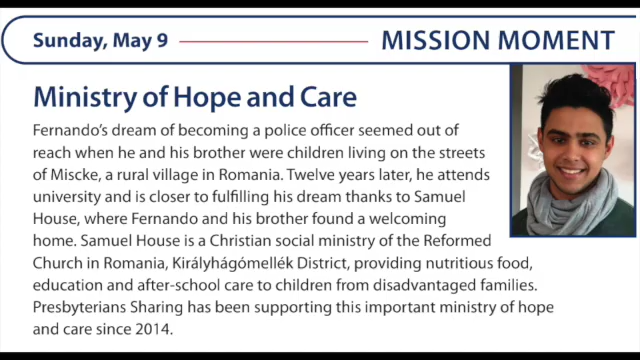 Sunday, May 9
MISSION MOMENT
Ministry of Hope and Care
Fernando's dream of becoming a police officer seemed out of
reach when he and his brother were children living on the streets
of Miscke, a rural village in Romania. Twelve years later, he attends
university and is closer to fulfilling his dream thanks to Samuel
House, where Fernando and his brother found a welcoming
home. Samuel House is a Christian social ministry of the Reformed
Church in Romania, Királyhágómellék District, providing nutritious food,
education and after-school care to children from disadvantaged families.
Presbyterians Sharing has been supporting this important ministry of hope
and care since 2014.